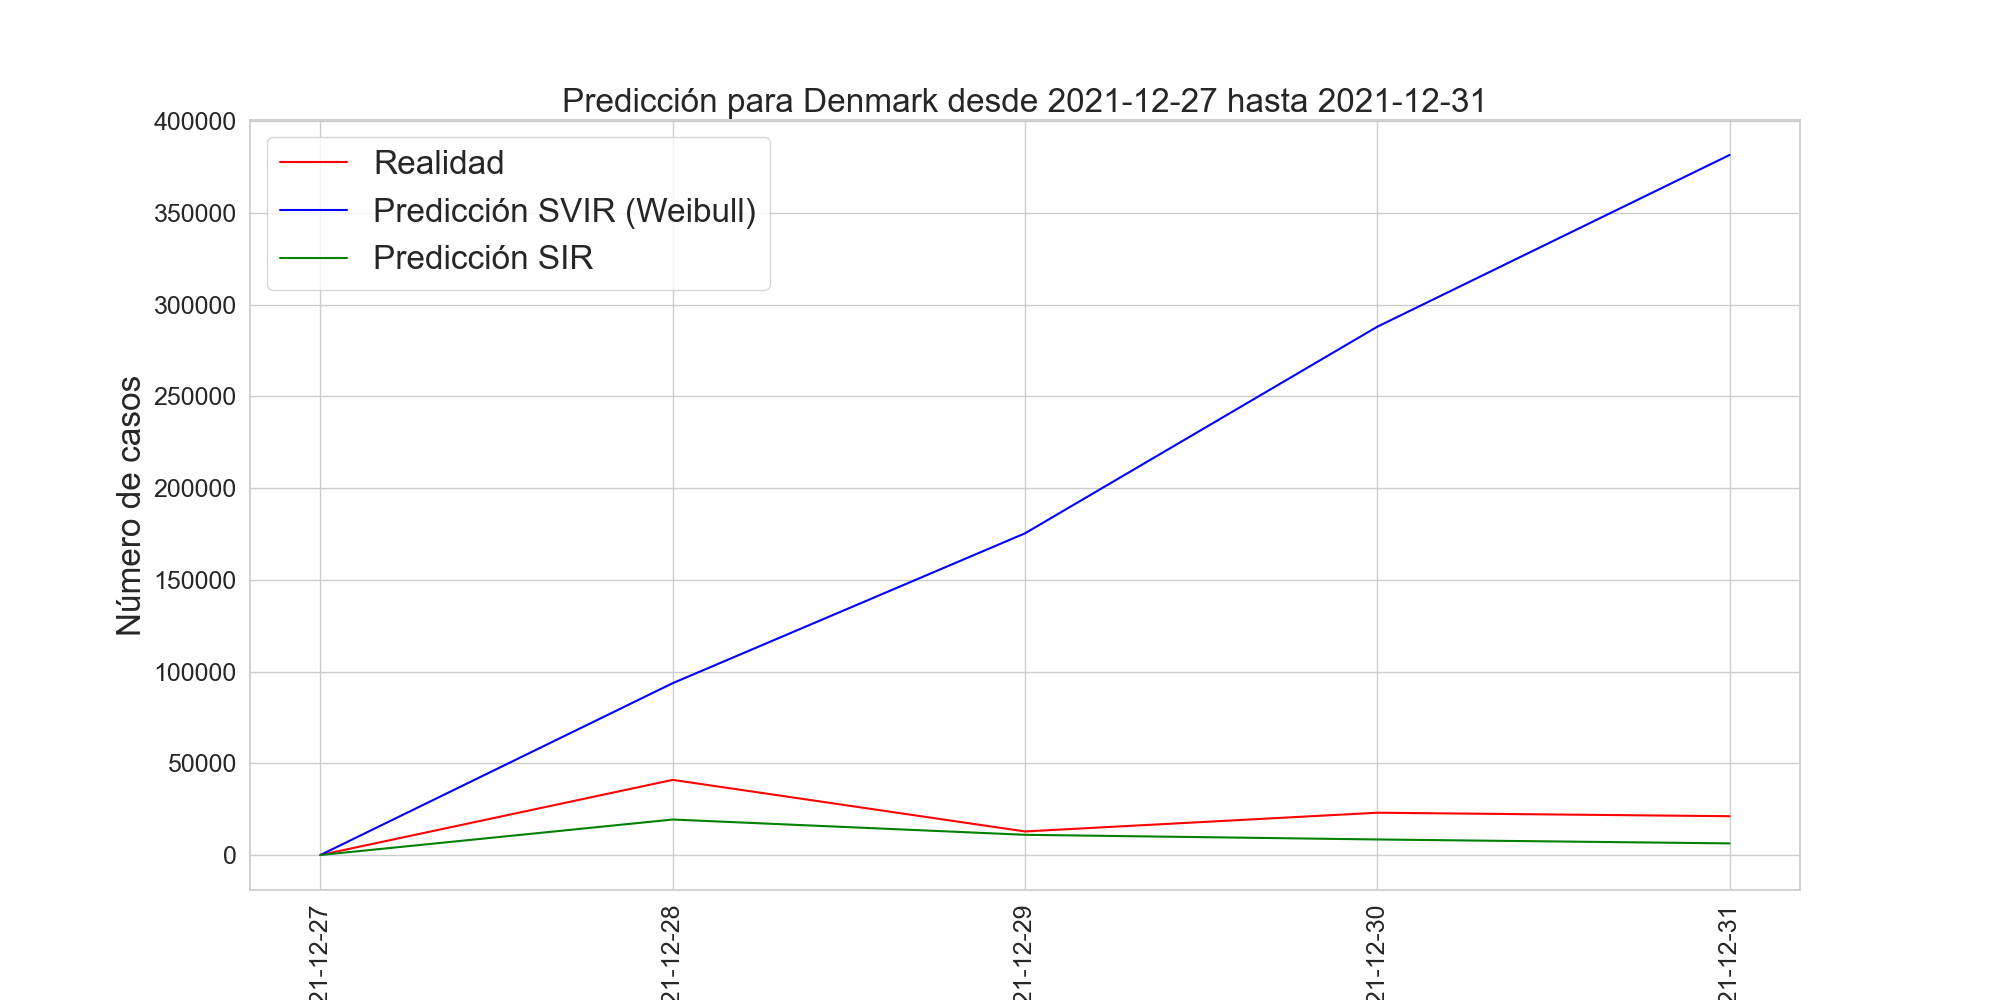 Predicción para Denmark desde 2021-12-27 hasta 2021-12-31
400000
350000
300000
250000
200000
150000
100000
50000
0
Número de casos
Realidad
Predicción SVIR (Weibull)
Predicción SIR
21-12-27
21-12-28
21-12-29
21-12-30
21-12-31